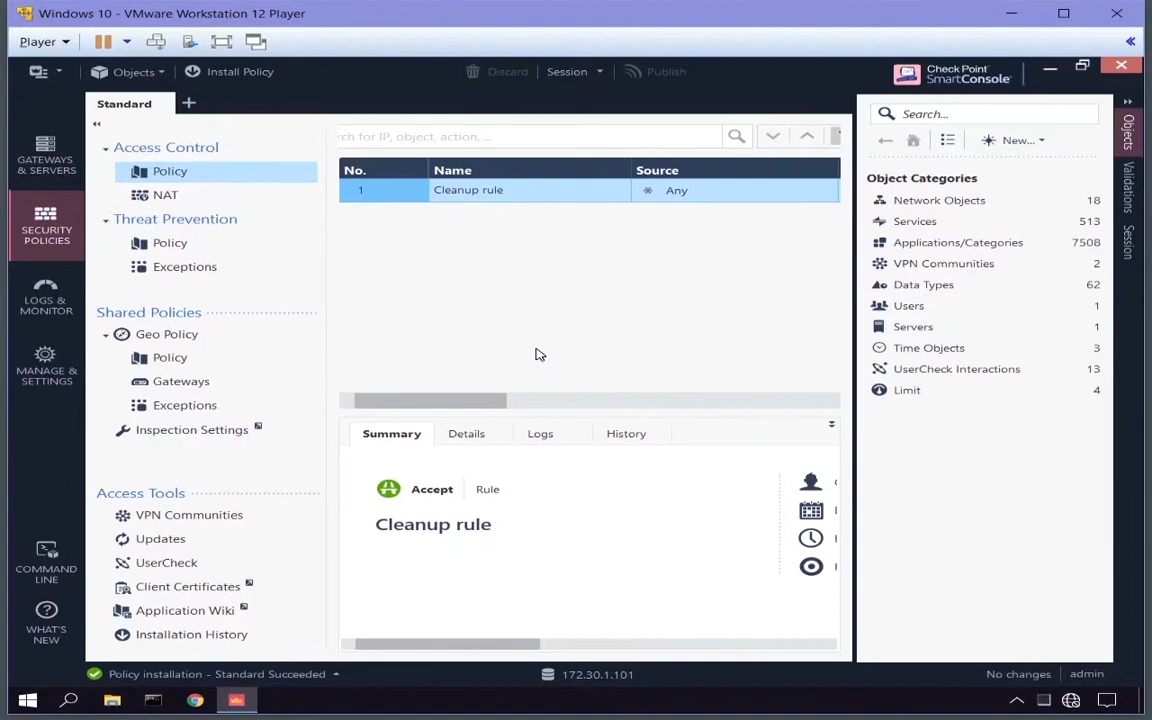 Windows 10 - VMware Workstation 12 Player
Player
Objects
Install Policy
Discard
Session
Publish
Check Point
SmartConsole
Standard
GATEWAYS
& SERVERS
SECURITY
POLICIES
LOGS &
MONITOR
MANAGE &
SETTINGS
COMMAND
LINE
WHAT'S
NEW
Access Control
Policy
NAT
Threat Prevention
Policy
Exceptions
Shared Policies
Geo Policy
Policy
Gateways
Exceptions
Inspection Settings
Access Tools
VPN Communities
Updates
UserCheck
Client Certificates
Application Wiki
Installation History
rch for IP, object, action, ...
No. Name Source
1 Cleanup rule Any
Summary Details Logs History
Accept Rule
Cleanup rule
Search...
New...
Object Categories
Network Objects 18
Services 513
Applications/Categories 7508
VPN Communities 2
Data Types 62
Users 1
Servers 1
Time Objects 3
UserCheck Interactions 13
Limit 4
Objects
Validations
Session
Policy installation - Standard Succeeded
172.30.1.101
No changes
admin